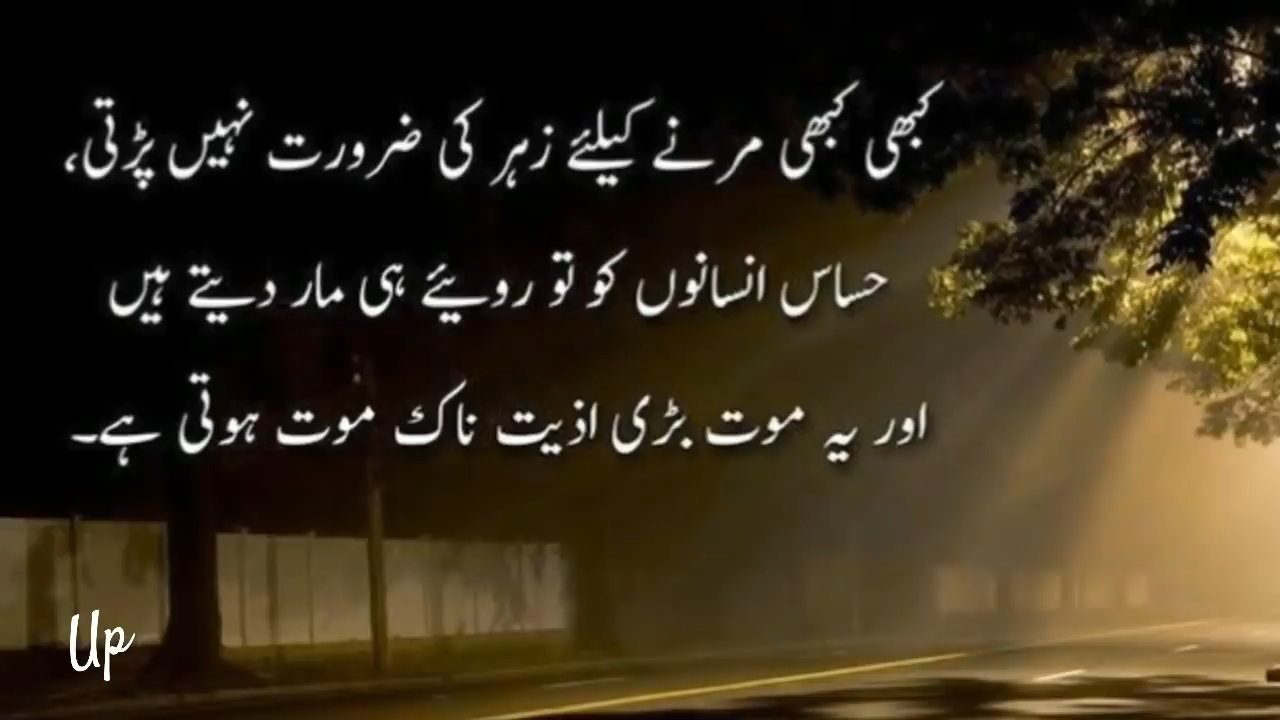 کبھی کبھی مرنے کیلئے زہر کی ضرورت نہیں پڑتی،
حساس انسانوں کو تو رویئے ہی مار دیتے ہیں
اور یہ موت بڑی اذیت ناک موت ہوتی ہے۔
Up